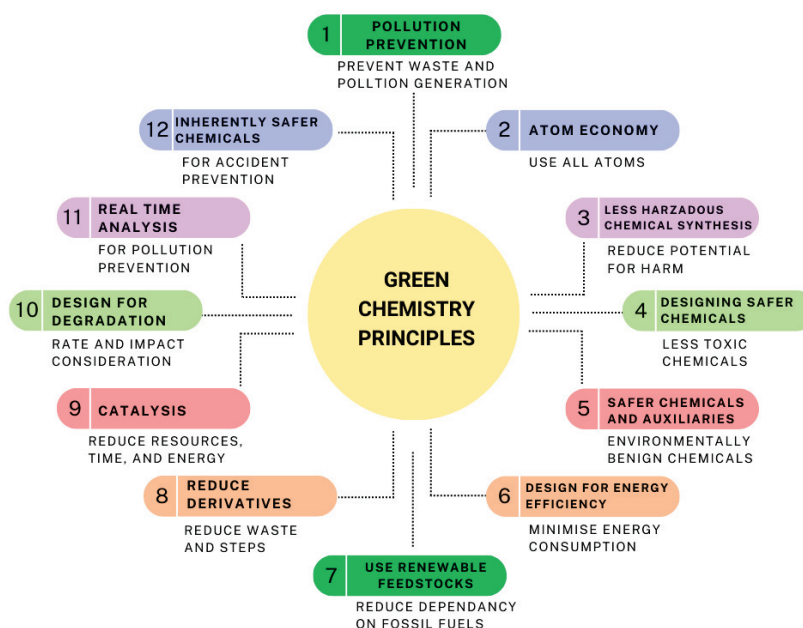 1
POLLUTION
PREVENTION
PREVENT WASTE AND
POLLTION GENERATION
2
ATOM ECONOMY
USE ALL ATOMS
3
LESS HARZADOUS
CHEMICAL SYNTHESIS
REDUCE POTENTIAL
FOR HARM
4
DESIGNING SAFER
CHEMICALS
LESS TOXIC
CHEMICALS
5
SAFER CHEMICALS
AND AUXILIARIES
ENVIRONMENTALLY
BENIGN CHEMICALS
6
DESIGN FOR ENERGY
EFFICIENCY
MINIMISE ENERGY
CONSUMPTION
7
USE RENEWABLE
FEEDSTOCKS
REDUCE DEPENDANCY
ON FOSSIL FUELS
8
REDUCE
DERIVATIVES
REDUCE WASTE
AND STEPS
9
CATALYSIS
REDUCE RESOURCES,
TIME, AND ENERGY
10
DESIGN FOR
DEGRADATION
RATE AND IMPACT
CONSIDERATION
11
REAL TIME
ANALYSIS
FOR POLLUTION
PREVENTION
12
INHERENTLY SAFER
CHEMICALS
FOR ACCIDENT
PREVENTION
GREEN
CHEMISTRY
PRINCIPLES